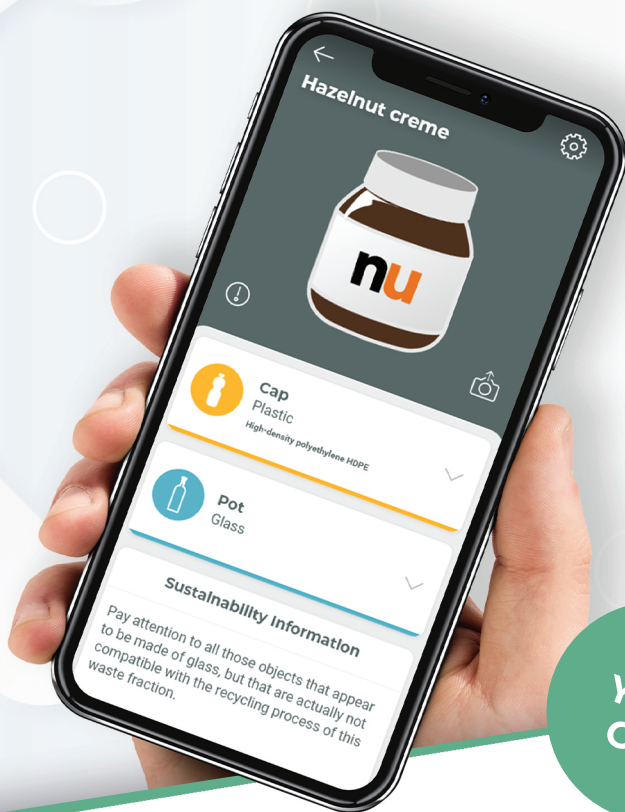 Hazelnut creme
nu
Cap
Plastic
High-density polyethylene HDPE
Pot
Glass
Sustainability Information
Pay attention to all those objects that appear
to be made of glass, but that are actually not
compatible with the recycling process of this
waste fraction.